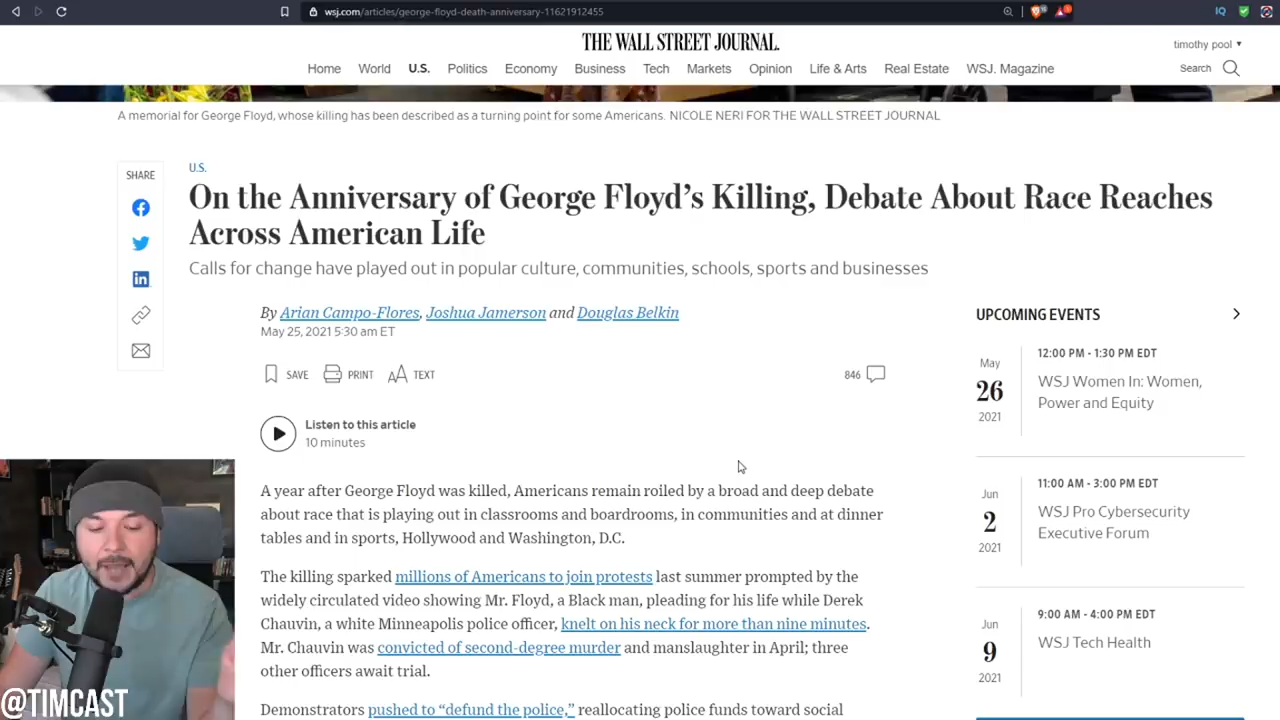 wsj.com/articles/george-floyd-death-anniversary-11621912455
IQ
THE WALL STREET JOURNAL.
timothy pool
Home World U.S. Politics Economy Business Tech Markets Opinion Life & Arts Real Estate WSJ. Magazine
Search
A memorial for George Floyd, whose killing has been described as a turning point for some Americans. NICOLE NERI FOR THE WALL STREET JOURNAL
SHARE
U.S.
On the Anniversary of George Floyd's Killing, Debate About Race Reaches
Across American Life
Calls for change have played out in popular culture, communities, schools, sports and businesses
By Arian Campo-Flores, Joshua Jamerson and Douglas Belkin
May 25, 2021 5:30 am ET
SAVE PRINT AA TEXT
846
Listen to this article
10 minutes
A year after George Floyd was killed, Americans remain roiled by a broad and deep debate
about race that is playing out in classrooms and boardrooms, in communities and at dinner
tables and in sports, Hollywood and Washington, D.C.
The killing sparked millions of Americans to join protests last summer prompted by the
widely circulated video showing Mr. Floyd, a Black man, pleading for his life while Derek
Chauvin, a white Minneapolis police officer, knelt on his neck for more than nine minutes.
Mr. Chauvin was convicted of second-degree murder and manslaughter in April; three
other officers await trial.
Demonstrators pushed to “defund the police,” reallocating police funds toward social
UPCOMING EVENTS
May
26
2021
12:00 PM - 1:30 PM EDT
WSJ Women In: Women,
Power and Equity
Jun
2
2021
11:00 AM - 3:00 PM EDT
WSJ Pro Cybersecurity
Executive Forum
Jun
9
2021
9:00 AM - 4:00 PM EDT
WSJ Tech Health
@TIMCAST